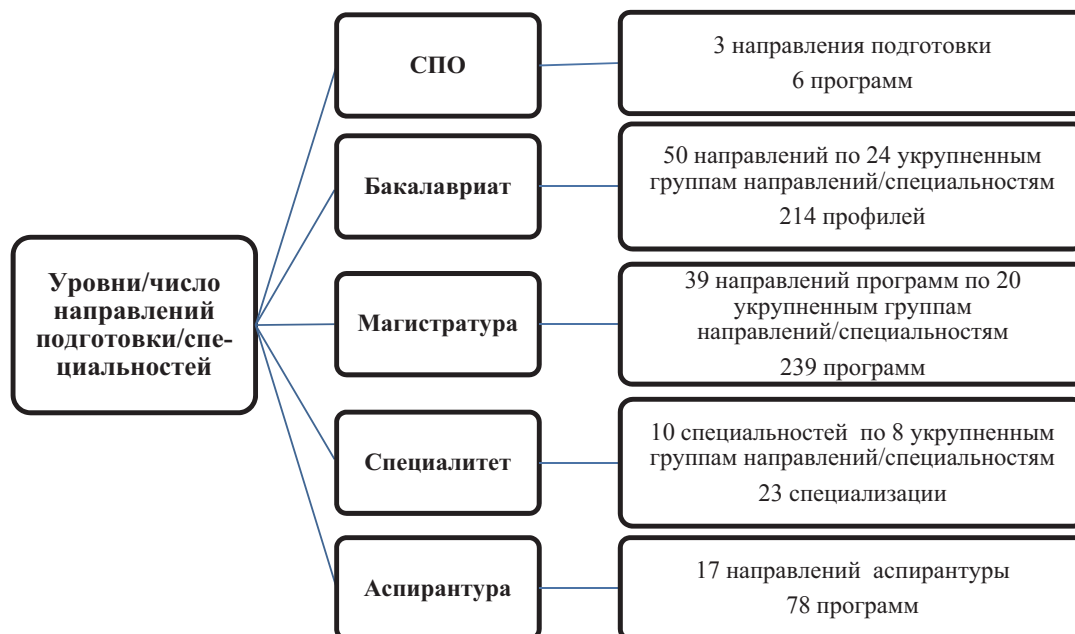 Уровни/число
направлений
подготовки/спе-
циальностей
СПО
3 направления подготовки
6 программ
Бакалавриат
50 направлений по 24 укрупненным
группам направлений/специальностям
214 профилей
Магистратура
39 направлений программ по 20
укрупненным группам
направлений/специальностям
239 программ
Специалитет
10 специальностей по 8 укрупненным
группам направлений/специальностям
23 специализации
Аспирантура
17 направлений аспирантуры
78 программ